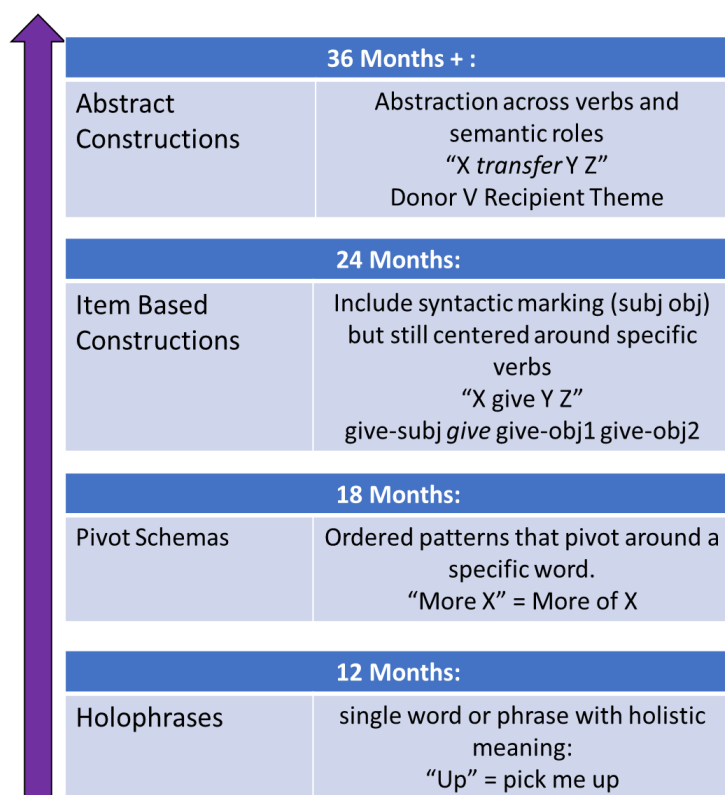 36 Months + :
Abstract
Constructions
Abstraction across verbs and
semantic roles
“X transfer Y Z”
Donor V Recipient Theme
24 Months:
Item Based
Constructions
Include syntactic marking (subj obj)
but still centered around specific
verbs
“X give Y Z”
give-subj give give-obj1 give-obj2
18 Months:
Pivot Schemas
Ordered patterns that pivot around a
specific word.
“More X” = More of X
12 Months:
Holophrases
single word or phrase with holistic
meaning:
“Up” = pick me up